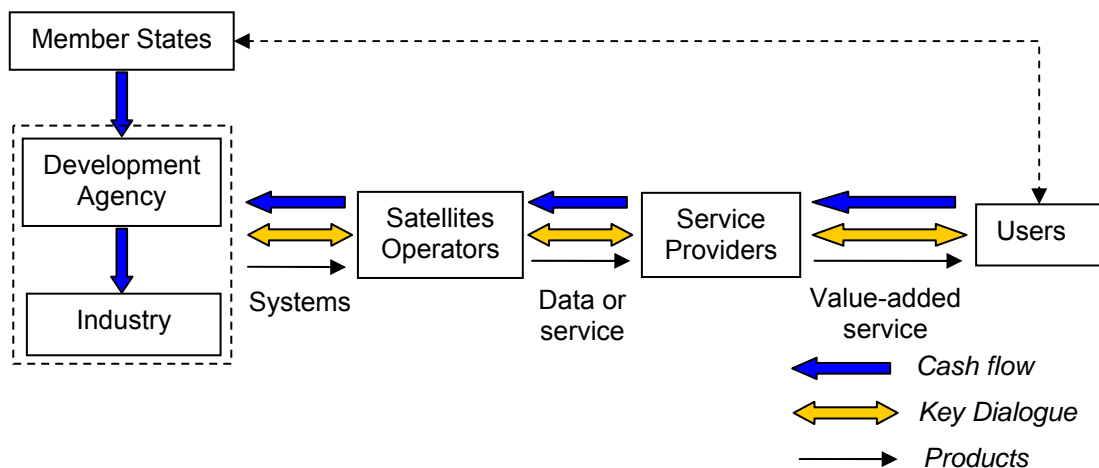 Member States
Development
Agency
Industry
Systems
Satellites
Operators
Data or
service
Service
Providers
Value-added
service
Users
Cash flow
Key Dialogue
Products